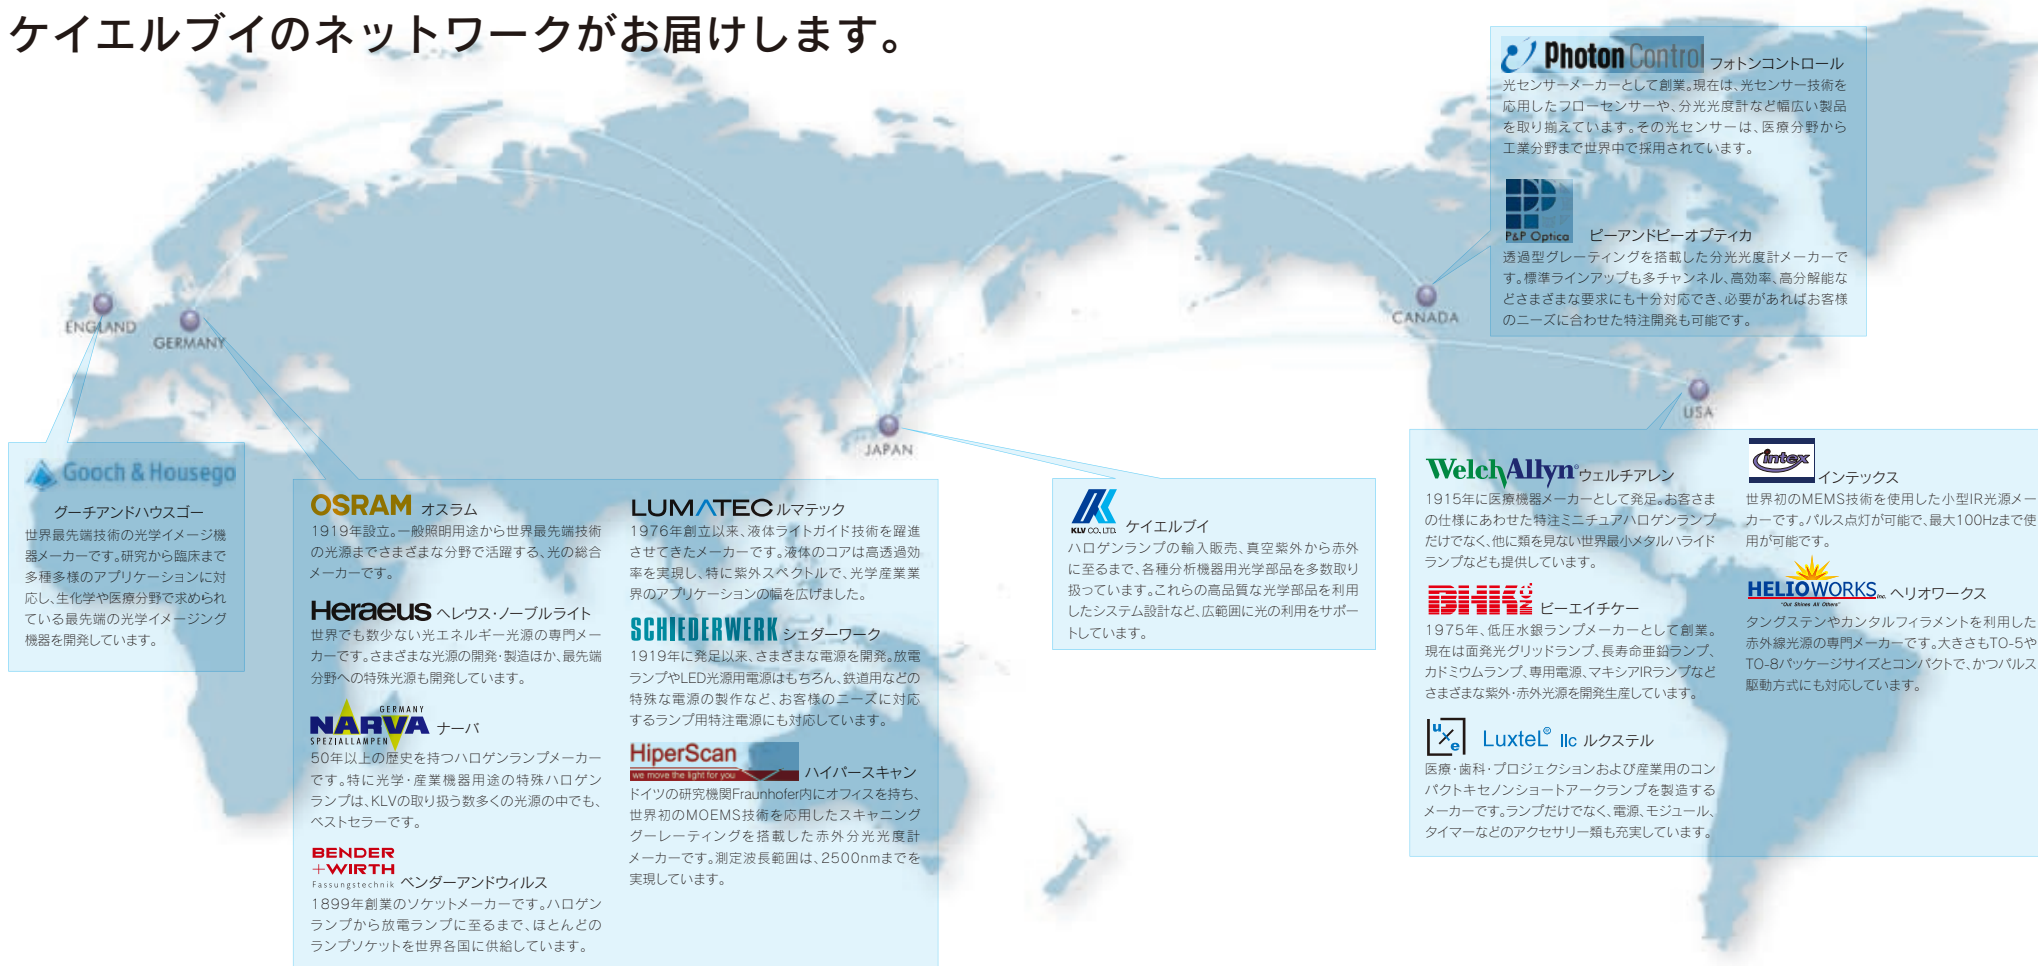 ケイエルブイのネットワークがお届けします。
ENGLAND
GERMANY
JAPAN
CANADA
USA
Gooch & Housego
グーチアンドハウスゴー
世界最先端技術の光学イメージ機
器メーカーです。研究から臨床まで
多種多様のアプリケーションに対
応し、生化学や医療分野で求められ
ている最先端の光学イメージング
機器を開発しています。
OSRAM オスラム
1919年設立。一般照明用途から世界最先端技術
の光源までさまざまな分野で活躍する、光の総合
メーカーです。
Heraeus ヘレウス・ノーブルライト
世界でも数少ない光エネルギー光源の専門メー
カーです。さまざまな光源の開発・製造ほか、最先端
分野への特殊光源も開発しています。
GERMANY
NARVA ナーバ
SPEZIALLAMPEN
50年以上の歴史を持つハロゲンランプメーカー
です。特に光学・産業機器用途の特殊ハロゲン
ランプは、KLVの取り扱う数多くの光源の中でも、
ベストセラーです。
BENDER
+WIRTH
Fassungstechnik ベンダーアンドウィルス
1899年創業のソケットメーカーです。ハロゲン
ランプから放電ランプに至るまで、ほとんどの
ランプソケットを世界各国に供給しています。
LUMATEC ルマテック
1976年創立以来、液体ライトガイド技術を躍進
させてきたメーカーです。液体のコアは高透過効
率を実現し、特に紫外スペクトルで、光学産業業
界のアプリケーションの幅を広げました。
SCHIEDERWERK シェダーワーク
1919年に発足以来、さまざまな電源を開発。放電
ランプやLED光源用電源はもちろん、鉄道用などの
特殊な電源の製作など、お客様のニーズに対応
するランプ用特注電源にも対応しています。
HiperScan
we move the light for you
ハイパースキャン
ドイツの研究機関Fraunhofer内にオフィスを持ち、
世界初のMOEMS技術を応用したスキャニング
グーレーティングを搭載した赤外分光光度計
メーカーです。測定波長範囲は、2500nmまでを
実現しています。
KLV CO.,LTD. ケイエルブイ
ハロゲンランプの輸入販売、真空紫外から赤外
に至るまで、各種分析機器用光学部品を多数取り
扱っています。これらの高品質な光学部品を利用
したシステム設計など、広範囲に光の利用をサポー
トしています。
Photon Control フォトンコントロール
光センサーメーカーとして創業。現在は、光センサー技術を
応用したフローセンサーや、分光光度計など幅広い製品
を取り揃えています。その光センサーは、医療分野から
工業分野まで世界中で採用されています。
P&P Optica ピーアンドピーオプティカ
透過型グレーティングを搭載した分光光度計メーカーで
す。標準ラインアップも多チャンネル、高効率、高分解能な
どさまざまな要求にも十分対応でき、必要があればお客様
のニーズに合わせた特注開発も可能です。
WelchAllyn® ウェルチアレン
1915年に医療機器メーカーとして発足。お客さま
の仕様にあわせた特注ミニチュアハロゲンランプ
だけでなく、他に類を見ない世界最小メタルハライド
ランプなども提供しています。
BHK ビーエイチケー
1975年、低圧水銀ランプメーカーとして創業。
現在は面発光グリッドランプ、長寿命亜鉛ランプ、
カドミウムランプ、専用電源、マキシアIRランプなど
さまざまな紫外・赤外光源を開発生産しています。
uxe LuxteL® llc ルクステル
医療・歯科・プロジェクションおよび産業用のコン
パクトキセノンショートアークランプを製造する
メーカーです。ランプだけでなく、電源、モジュール、
タイマーなどのアクセサリー類も充実しています。
intex インテックス
世界初のMEMS技術を使用した小型IR光源メー
カーです。パルス点灯が可能で、最大100Hzまで使
用が可能です。
HELIOWORKS, Inc. ヘリオワークス
"Out Shines All Others"
タングステンやカンタルフィラメントを利用した
赤外線光源の専門メーカーです。大きさもTO-5や
TO-8パッケージサイズとコンパクトで、かつパルス
駆動方式にも対応しています。